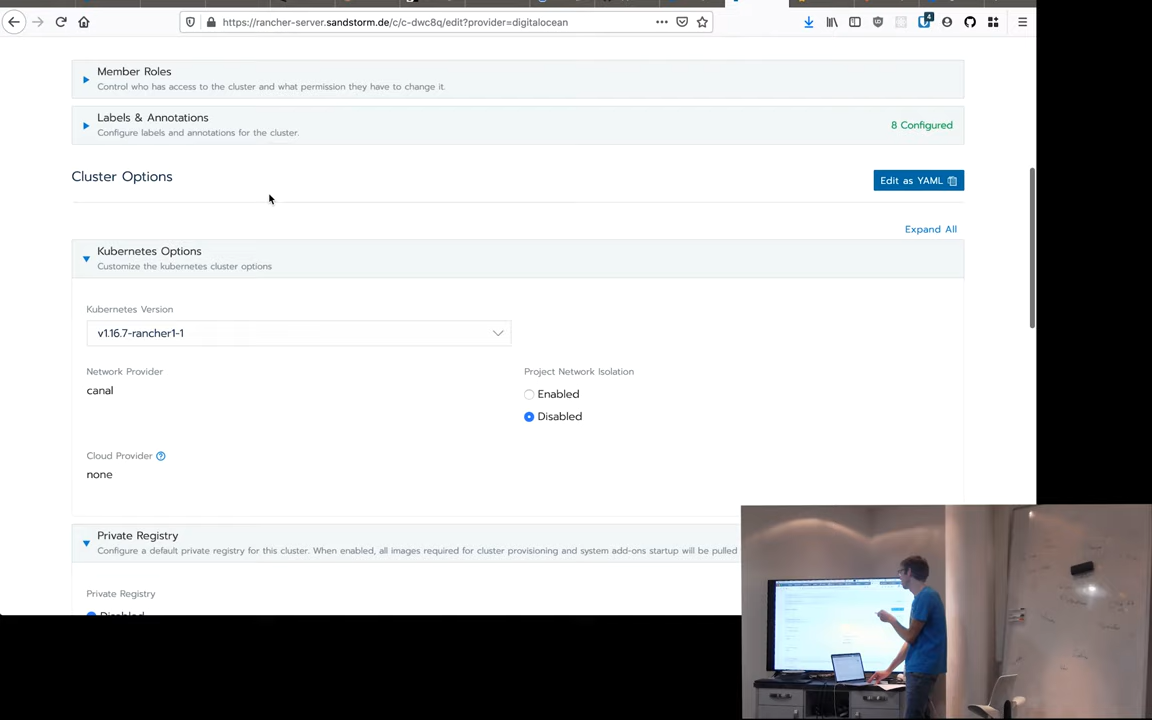 https://rancher-server.sandstorm.de/c/c-dwc8q/edit?provider=digitalocean
4
Member Roles
Control who has access to the cluster and what permission they have to change it.
Labels & Annotations
Configure labels and annotations for the cluster.
8 Configured
Cluster Options
Edit as YAML
Expand All
Kubernetes Options
Customize the kubernetes cluster options
Kubernetes Version
v1.16.7-rancher1-1
Network Provider
canal
Project Network Isolation
Enabled
Disabled
Cloud Provider
none
Private Registry
Configure a default private registry for this cluster. When enabled, all images required for cluster provisioning and system add-ons startup will be pulled
Private Registry
Disabled